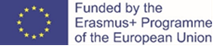 Funded by the
Erasmus+ Programme
of the European Union